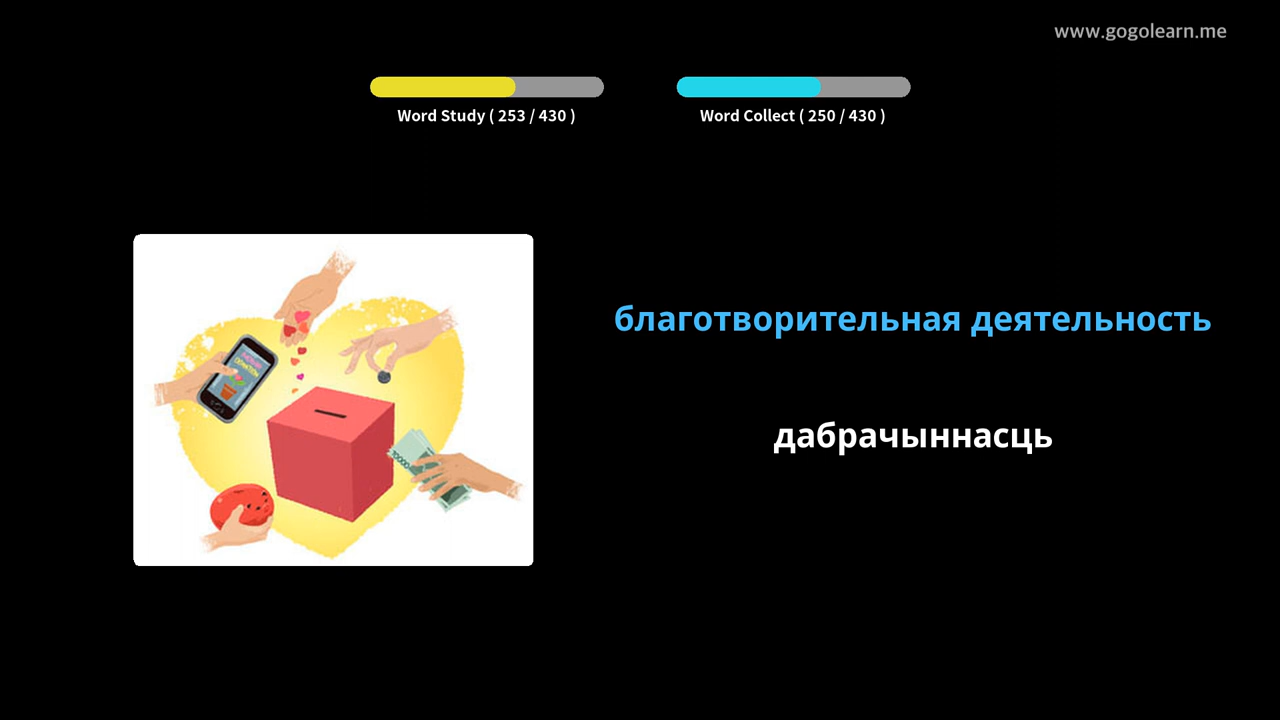 www.gogolearn.me
Word Study ( 253 / 430 )
Word Collect ( 250 / 430 )
благотворительная деятельность
дабрачыннасць